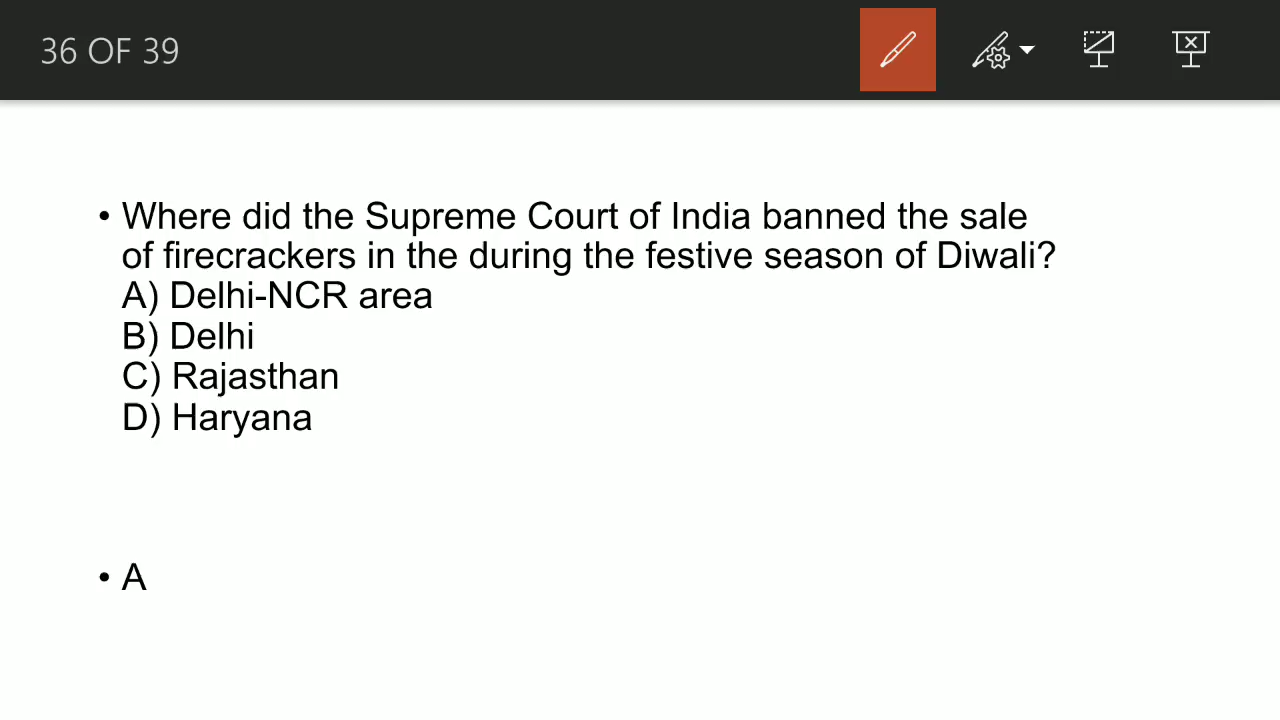 36 OF 39
• Where did the Supreme Court of India banned the sale
of firecrackers in the during the festive season of Diwali?
A) Delhi-NCR area
B) Delhi
C) Rajasthan
D) Haryana
• A